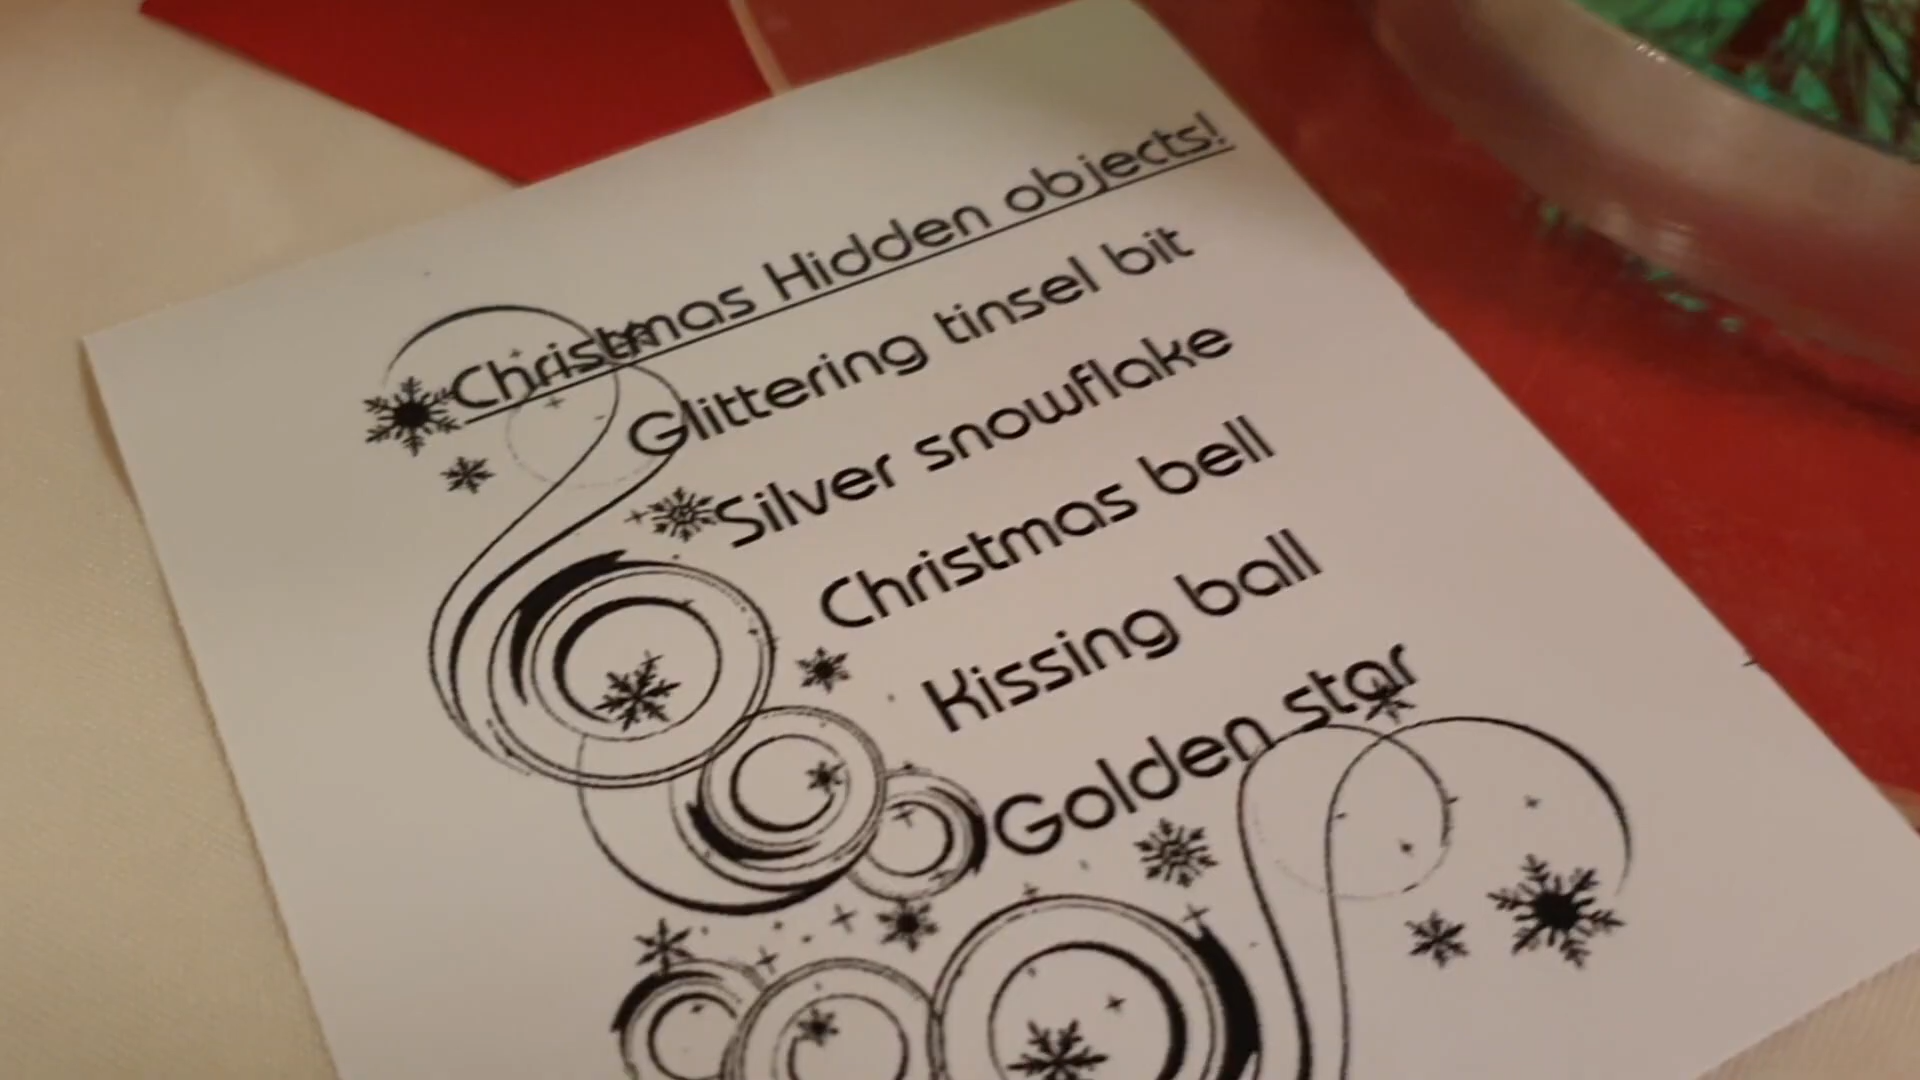 Christmas Hidden objects!
Glittering tinsel bit
Silver snowflake
Christmas bell
Kissing ball
Golden star